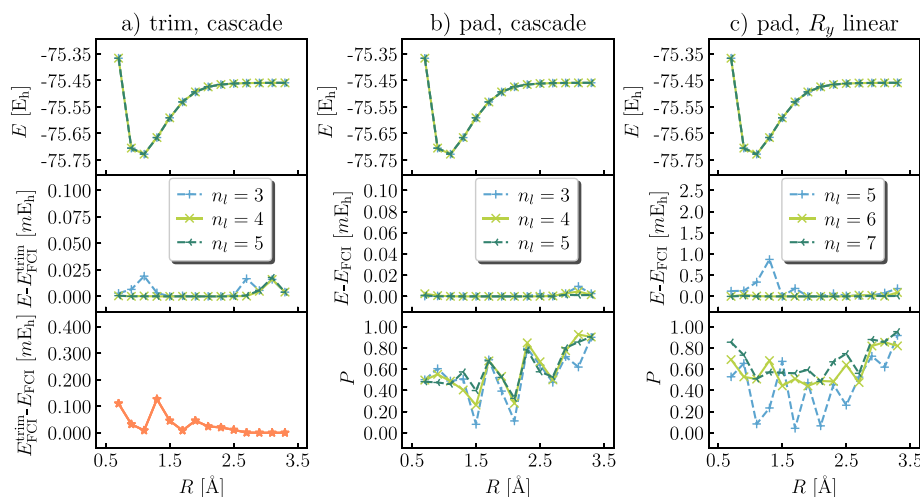 a) trim, cascade
b) pad, cascade
c) pad, R_y linear
-75.35
-75.45
-75.55
-75.65
-75.75
E [E_h]
-75.35
-75.45
-75.55
-75.65
-75.75
E [E_h]
-75.35
-75.45
-75.55
-75.65
-75.75
E [E_h]
0.100
0.075
0.050
0.025
0.000
E-E_FCI^trim [mE_h]
n_l = 3
n_l = 4
n_l = 5
0.10
0.08
0.06
0.04
0.02
0.00
E-E_FCI [mE_h]
n_l = 3
n_l = 4
n_l = 5
2.5
2.0
1.5
1.0
0.5
0.0
E-E_FCI [mE_h]
n_l = 5
n_l = 6
n_l = 7
0.400
0.300
0.200
0.100
0.000
E_FCI^trim-E_FCI [mE_h]
0.5
1.5
2.5
3.5
R [Å]
1.00
0.80
0.60
0.40
0.20
0.00
P
0.5
1.5
2.5
3.5
R [Å]
1.00
0.80
0.60
0.40
0.20
0.00
P
0.5
1.5
2.5
3.5
R [Å]